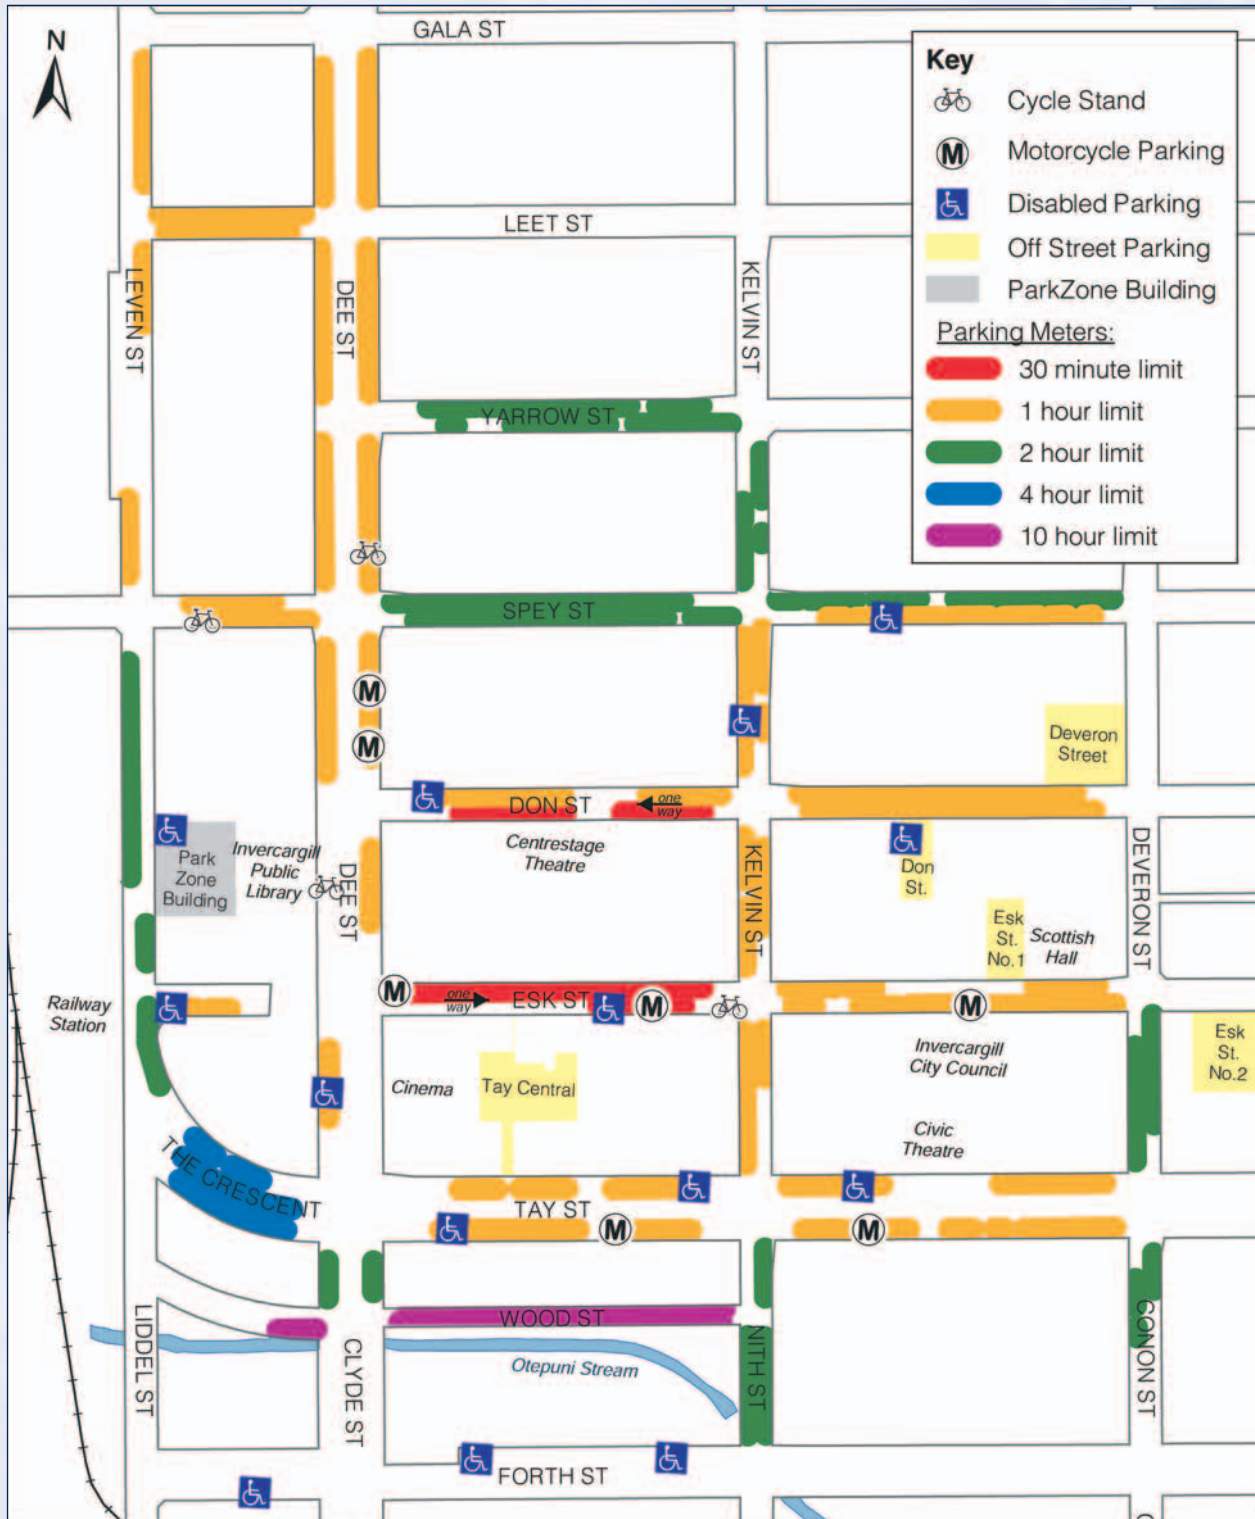 GALA ST
N
Key
Cycle Stand
M
Motorcycle Parking
Disabled Parking
Off Street Parking
ParkZone Building
Parking Meters:
30 minute limit
1 hour limit
2 hour limit
4 hour limit
10 hour limit
LEET ST
LEVEN ST
DEE ST
KELVIN ST
YARROW ST
SPEY ST
M
M
Deveron
Street
DON ST
one
way
Centrestage
Theatre
Park
Zone
Building
Invercargill
Public
Library
DEE ST
KELVIN ST
Don
St.
Esk
St.
No.1
Scottish
Hall
DEVERON ST
Railway
Station
M
one
way
ESK ST
M
M
Esk
St.
No.2
Cinema
Tay Central
Invercargill
City Council
Civic
Theatre
THE CRESCENT
TAY ST
M
M
LIDDEL ST
WOOD ST
CLYDE ST
NITH ST
CONON ST
Otepuni Stream
FORTH ST